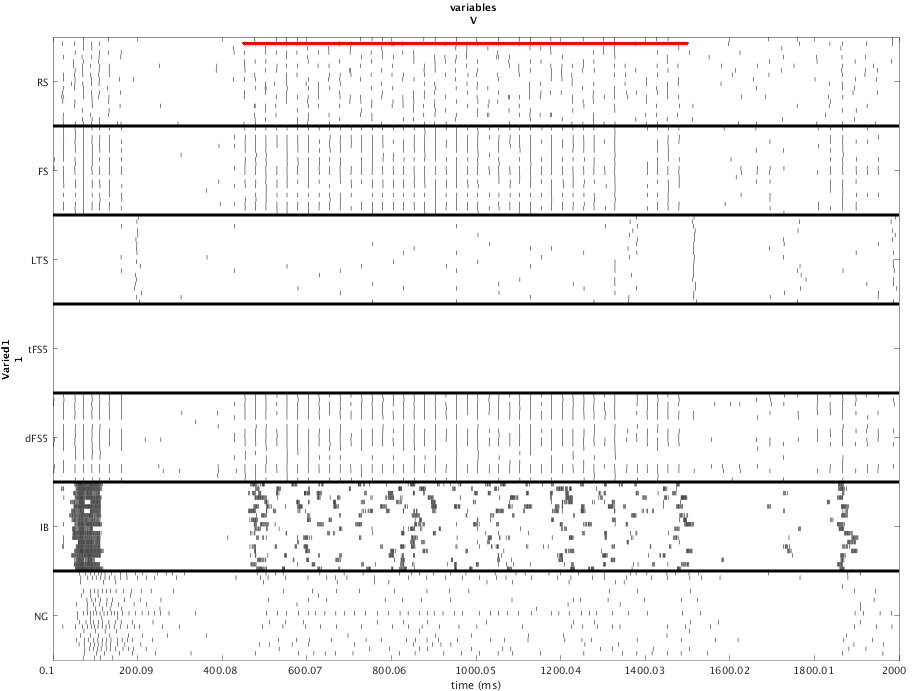 variables
V
RS
FS
LTS
tFS5
dFS5
IB
NG
Varied1
1
0.1 200.09 400.08 600.07 800.06 1000.05 1200.04 1400.03 1600.02 1800.01 2000
time (ms)